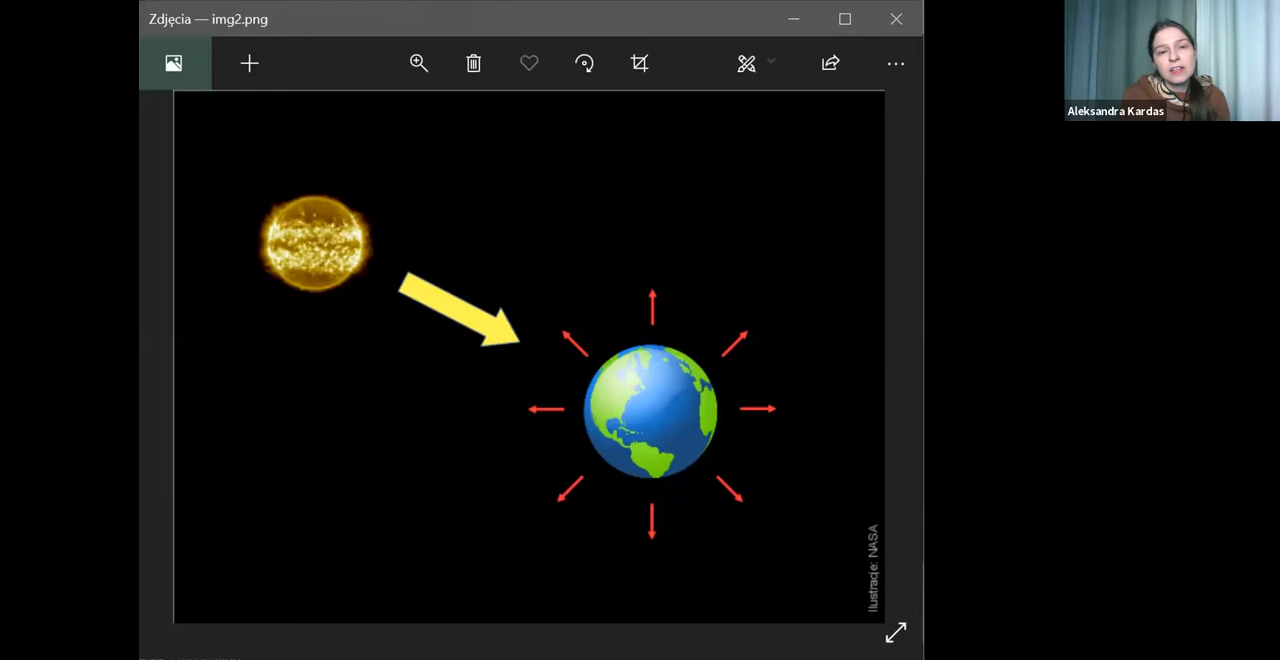 Zdjęcia — img2.png
Aleksandra Kardas
Ilustracje: NASA